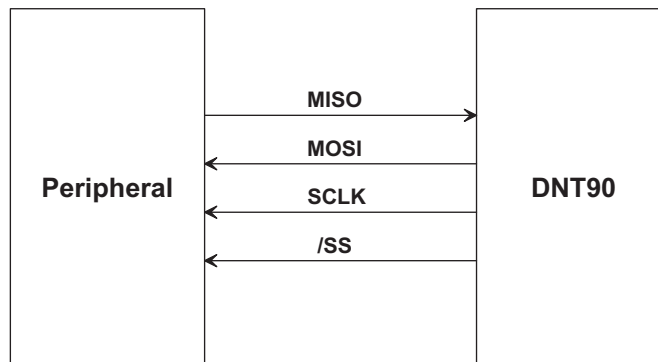 MISO
MOSI
Peripheral
DNT90
SCLK
/SS